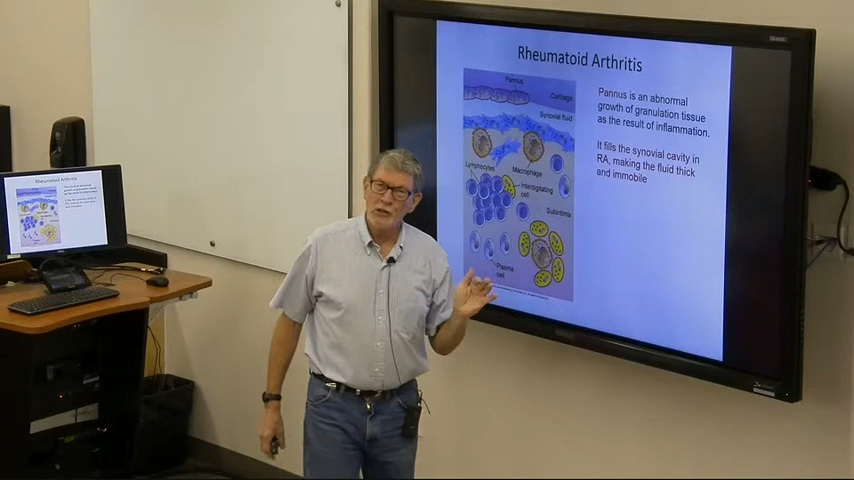 Rheumatoid Arthritis
Pannus
Cartilage
Synovial fluid
Lymphocytes
Macrophage
Interdigitating
cell
Subintima
Plasma
cell
Pannus is an abnormal
growth of granulation tissue
as the result of inflammation.
It fills the synovial cavity in
RA, making the fluid thick
and immobile
Rheumatoid Arthritis